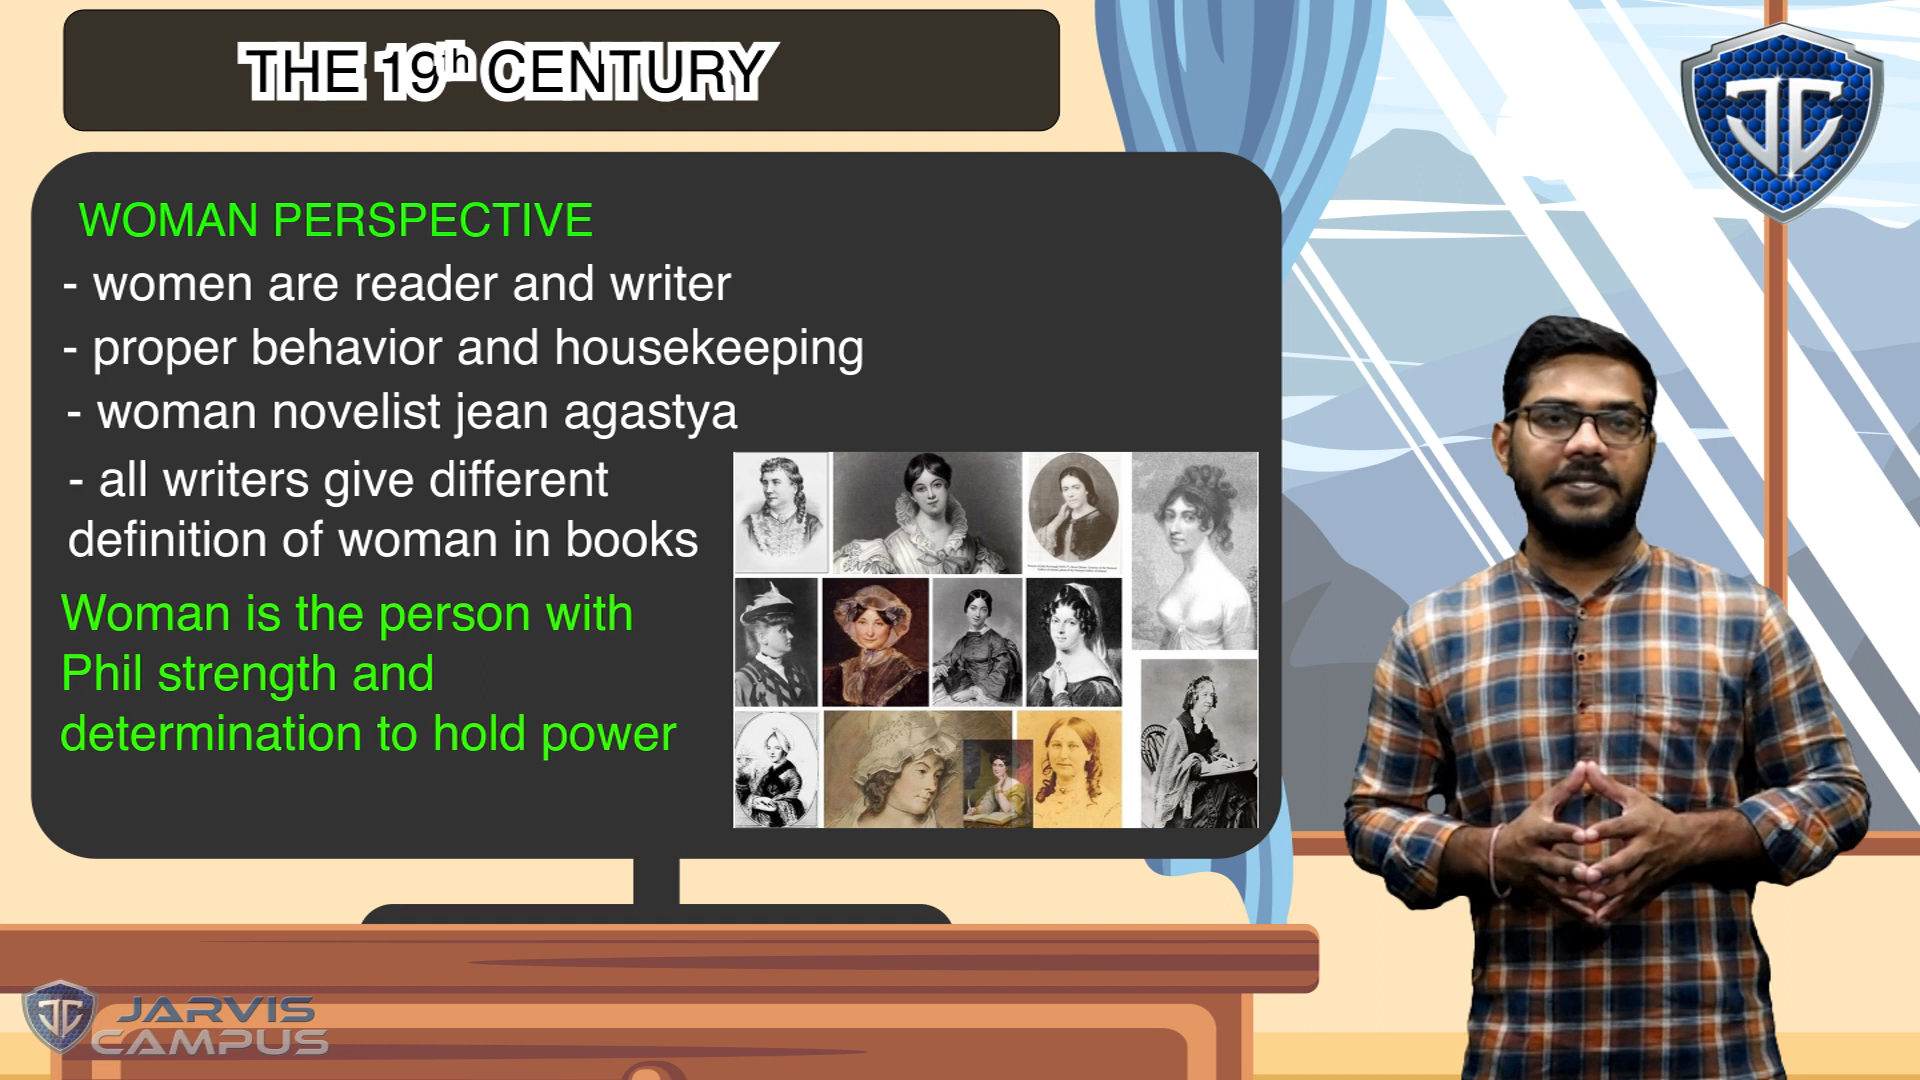 THE 19th CENTURY
WOMAN PERSPECTIVE
- women are reader and writer
- proper behavior and housekeeping
- woman novelist jean agastya
- all writers give different
definition of woman in books
Woman is the person with
Phil strength and
determination to hold power
JC
JC
JARVIS
CAMPUS